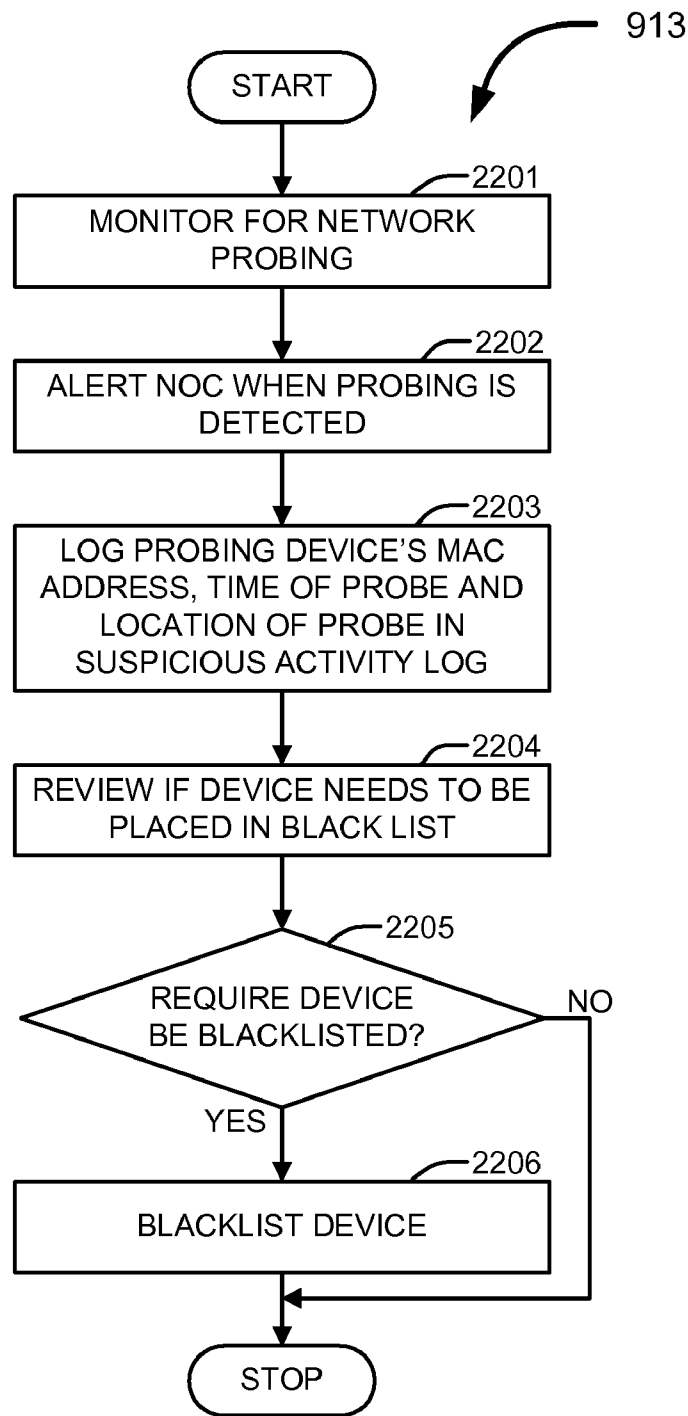 913
START
2201
MONITOR FOR NETWORK
PROBING
2202
ALERT NOC WHEN PROBING IS
DETECTED
2203
LOG PROBING DEVICE'S MAC
ADDRESS, TIME OF PROBE AND
LOCATION OF PROBE IN
SUSPICIOUS ACTIVITY LOG
2204
REVIEW IF DEVICE NEEDS TO BE
PLACED IN BLACK LIST
2205
REQUIRE DEVICE
BE BLACKLISTED?
NO
YES
2206
BLACKLIST DEVICE
STOP